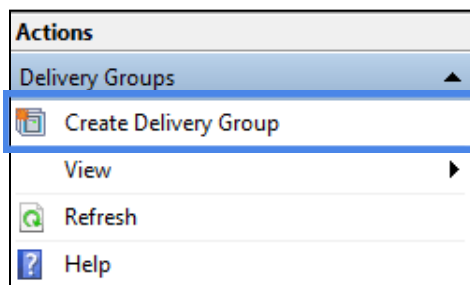 Actions
Delivery Groups
Create Delivery Group
View
Refresh
Help